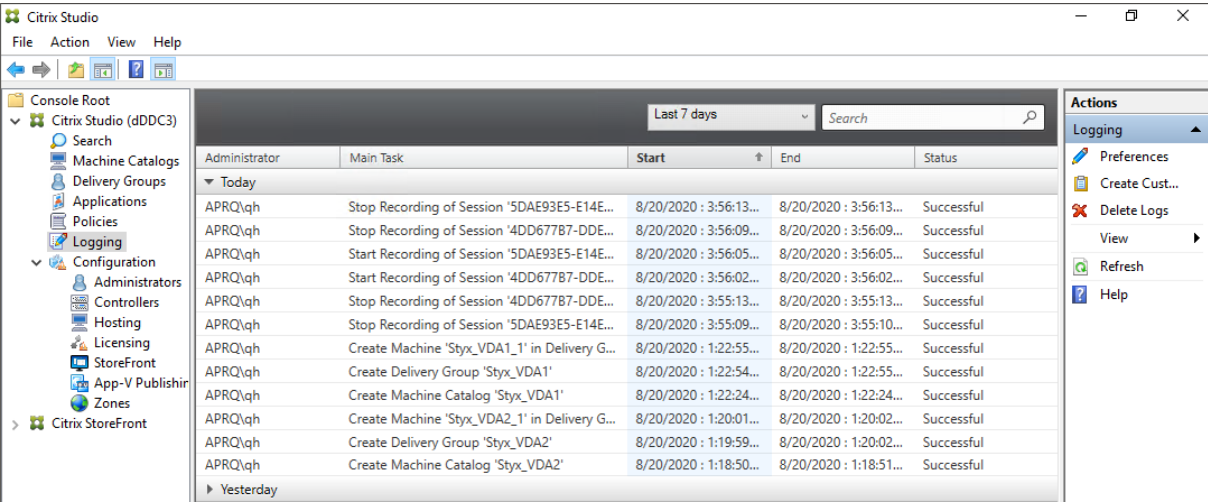 Citrix Studio
File Action View Help
Console Root
Citrix Studio (dDDC3)
Search
Machine Catalogs
Delivery Groups
Applications
Policies
Logging
Configuration
Administrators
Controllers
Hosting
Licensing
StoreFront
App-V Publishin
Zones
Citrix StoreFront
Last 7 days Search
Administrator Main Task Start End Status
Today
APRQ\qh Stop Recording of Session '5DAE93E5-E14E... 8/20/2020 : 3:56:13... 8/20/2020 : 3:56:13... Successful
APRQ\qh Stop Recording of Session '4DD677B7-DDE... 8/20/2020 : 3:56:09... 8/20/2020 : 3:56:09... Successful
APRQ\qh Start Recording of Session '5DAE93E5-E14E... 8/20/2020 : 3:56:05... 8/20/2020 : 3:56:05... Successful
APRQ\qh Start Recording of Session '4DD677B7-DDE... 8/20/2020 : 3:56:02... 8/20/2020 : 3:56:02... Successful
APRQ\qh Stop Recording of Session '4DD677B7-DDE... 8/20/2020 : 3:55:13... 8/20/2020 : 3:55:13... Successful
APRQ\qh Stop Recording of Session '5DAE93E5-E14E... 8/20/2020 : 3:55:09... 8/20/2020 : 3:55:10... Successful
APRQ\qh Create Machine 'Styx_VDA1_1' in Delivery G... 8/20/2020 : 1:22:55... 8/20/2020 : 1:22:55... Successful
APRQ\qh Create Delivery Group 'Styx_VDA1' 8/20/2020 : 1:22:54... 8/20/2020 : 1:22:55... Successful
APRQ\qh Create Machine Catalog 'Styx_VDA1' 8/20/2020 : 1:22:24... 8/20/2020 : 1:22:24... Successful
APRQ\qh Create Machine 'Styx_VDA2_1' in Delivery G... 8/20/2020 : 1:20:01... 8/20/2020 : 1:20:02... Successful
APRQ\qh Create Delivery Group 'Styx_VDA2' 8/20/2020 : 1:19:59... 8/20/2020 : 1:20:02... Successful
APRQ\qh Create Machine Catalog 'Styx_VDA2' 8/20/2020 : 1:18:50... 8/20/2020 : 1:18:51... Successful
Yesterday
Actions
Logging
Preferences
Create Cust...
Delete Logs
View
Refresh
Help